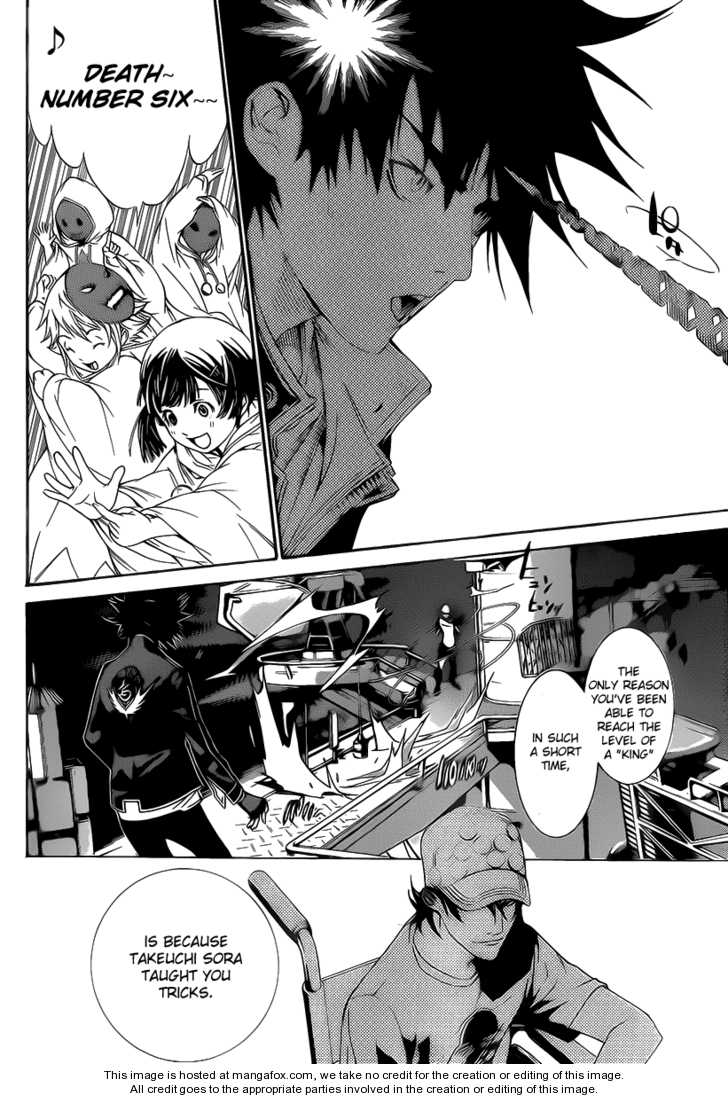 DEATH~
NUMBER SIX~~
THE
ONLY REASON
YOU'VE BEEN
ABLE TO
REACH THE
LEVEL OF
A "KING"
IN SUCH
A SHORT
TIME,
IS BECAUSE
TAKEUCHI SORA
TAUGHT YOU
TRICKS.
This image is hosted at mangafox.com, we take no credit for the creation or editing of this image.
All credit goes to the appropriate parties involved in the creation or editing of this image.